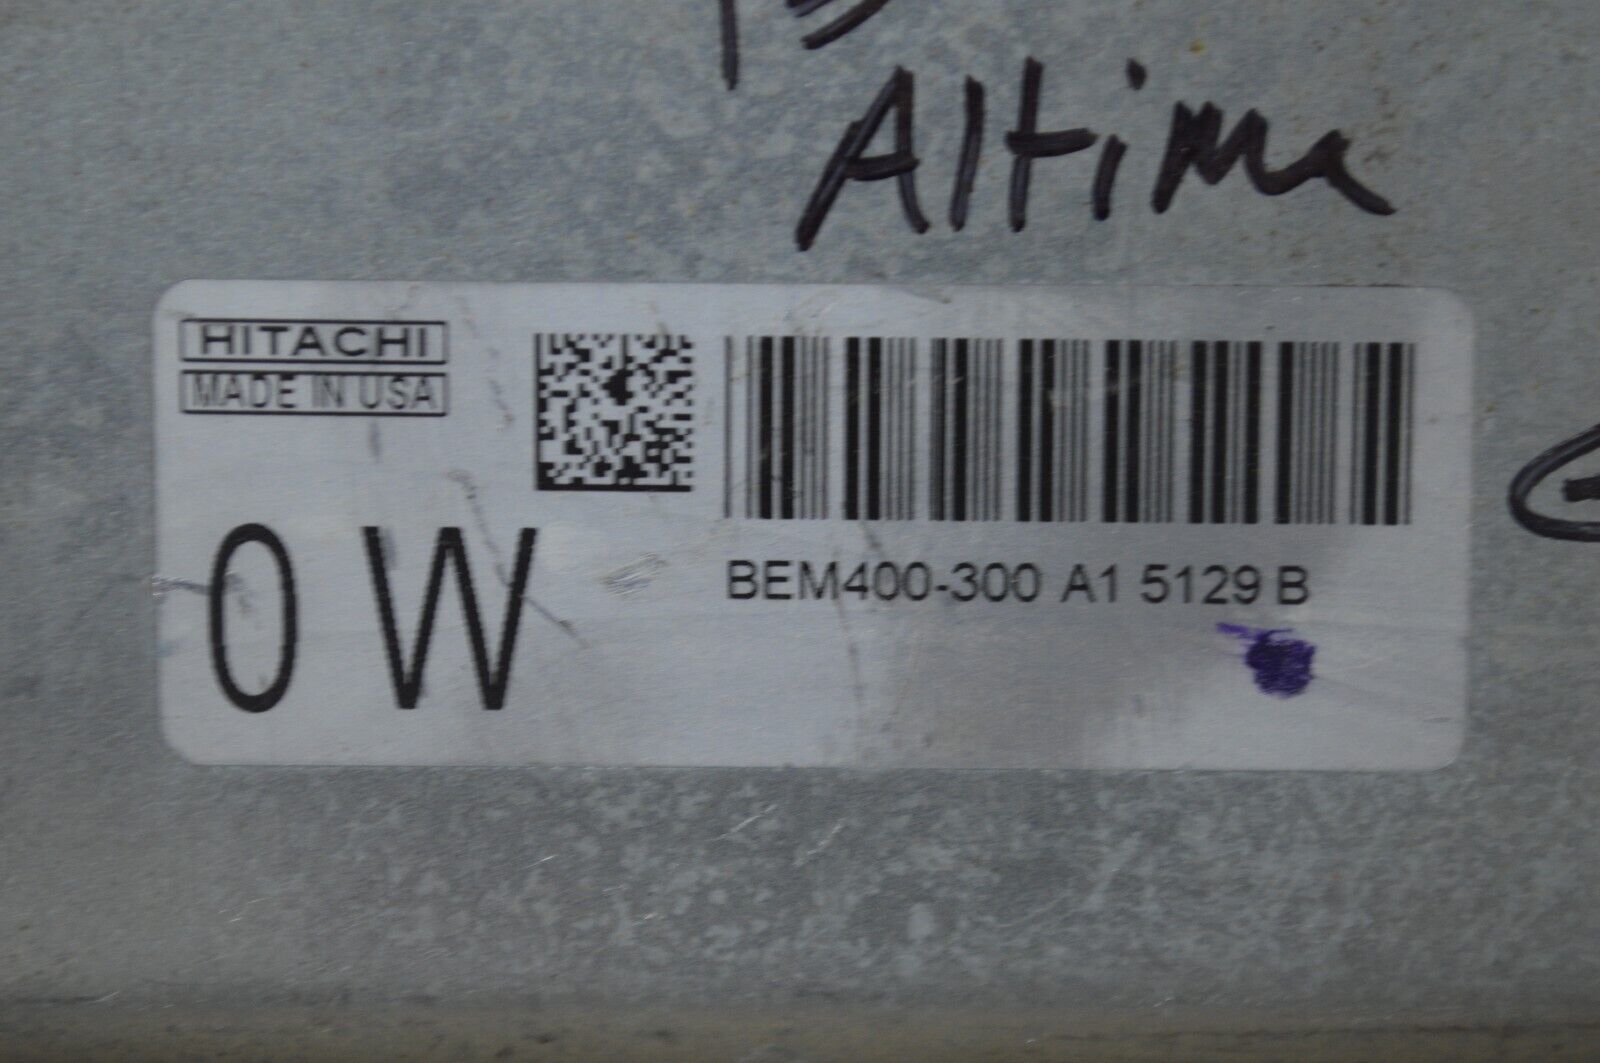 Altima
HITACHI
MADE IN USA
0 W
BEM400-300 A1 5129 B